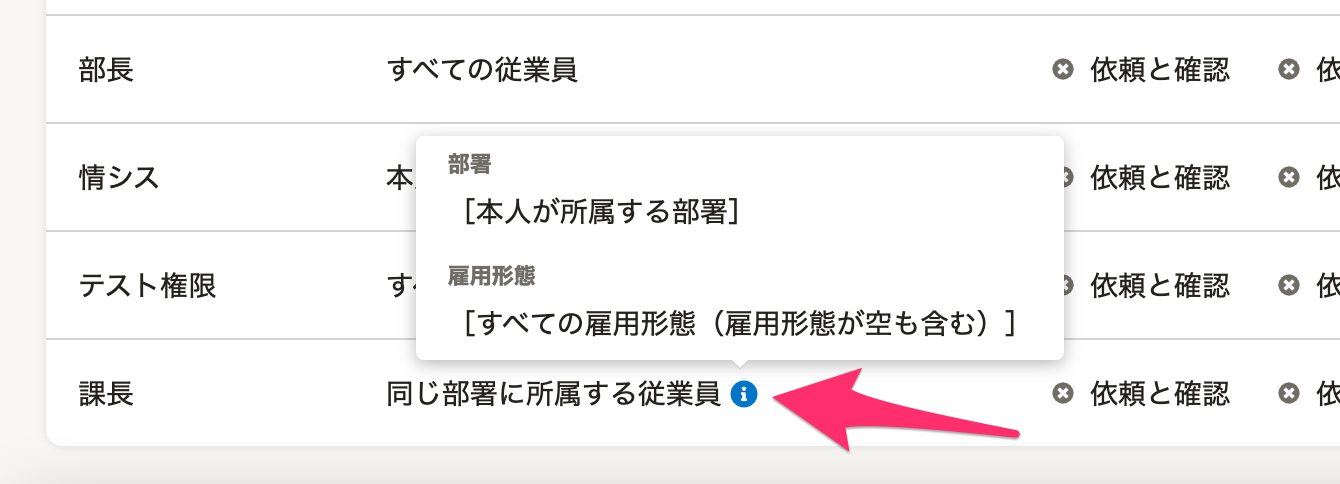 部長 すべての従業員 依頼と確認 依
部署
情シス 本 依頼と確認 依
［本人が所属する部署］
雇用形態
テスト権限 す 依頼と確認 依
［すべての雇用形態（雇用形態が空も含む）］
課長 同じ部署に所属する従業員 依頼と確認 依